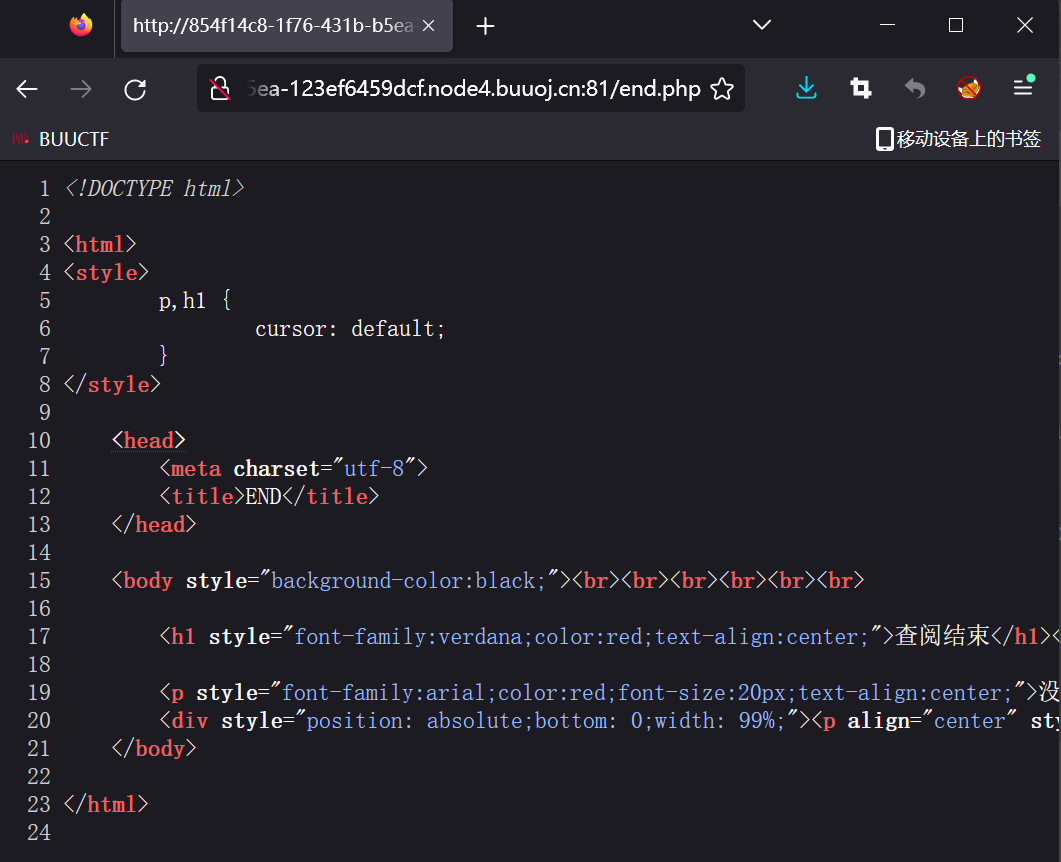 http://854f14c8-1f76-431b-b5ea
5ea-123ef6459dcf.node4.buuoj.cn:81/end.php
BUUCTF
移动设备上的书签
1 <!DOCTYPE html>
2
3 <html>
4 <style>
5 p,h1 {
6 cursor: default;
7 }
8 </style>
9
10 <head>
11 <meta charset="utf-8">
12 <title>END</title>
13 </head>
14
15 <body style="background-color:black;"><br><br><br><br><br><br>
16
17 <h1 style="font-family:verdana;color:red;text-align:center;">查阅结束</h1><
18
19 <p style="font-family:arial;color:red;font-size:20px;text-align:center;">没
20 <div style="position: absolute;bottom: 0;width: 99%;"><p align="center" sty
21 </body>
22
23 </html>
24